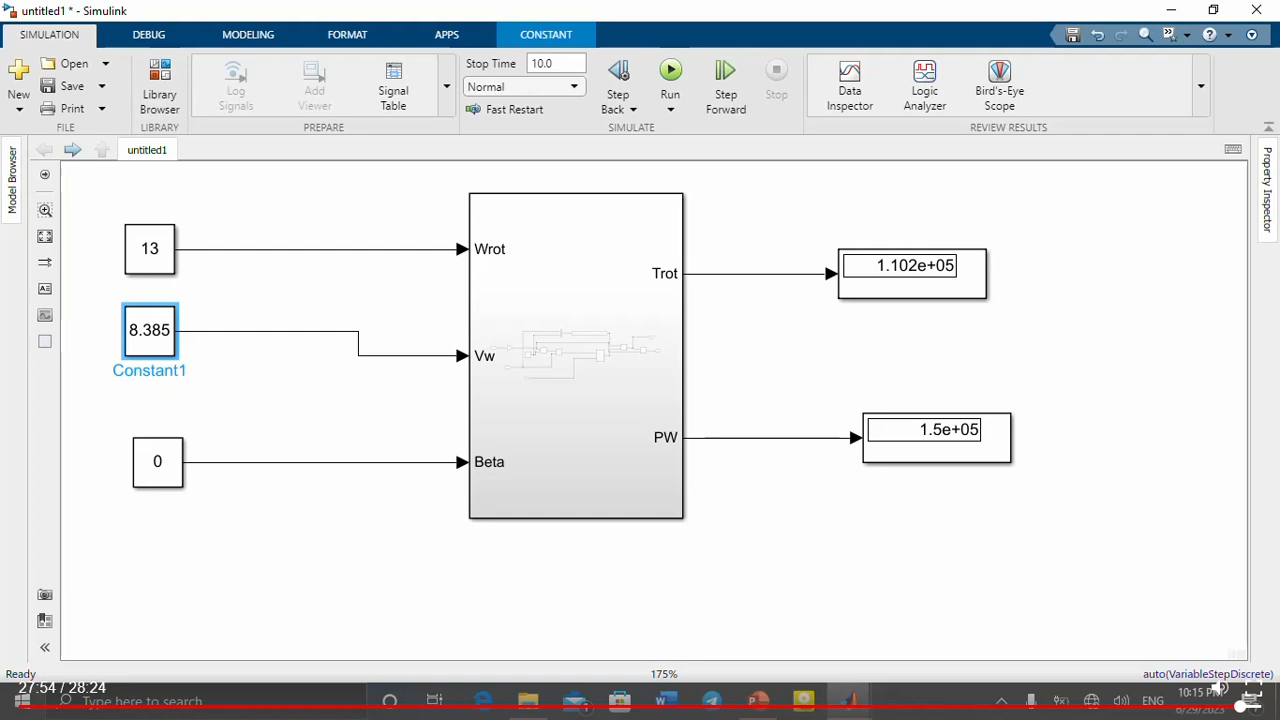 untitled1 * - Simulink
SIMULATION DEBUG MODELING FORMAT APPS CONSTANT
New
Open
Save
Print
FILE
Library
Browser
LIBRARY
Log
Signals
Add
Viewer
Signal
Table
PREPARE
Stop Time 10.0
Normal
Fast Restart
Step
Back
Run
Step
Forward
Stop
SIMULATE
Data
Inspector
Logic
Analyzer
Bird's-Eye
Scope
REVIEW RESULTS
Model Browser
untitled1
Property Inspector
13
8.385
Constant1
0
Wrot
Vw
Beta
Trot
PW
1.102e+05
1.5e+05
Ready 175% auto(VariableStepDiscrete)
27:54 / 28:24
Type here to search
ENG
10:15 PM
6/29/2023